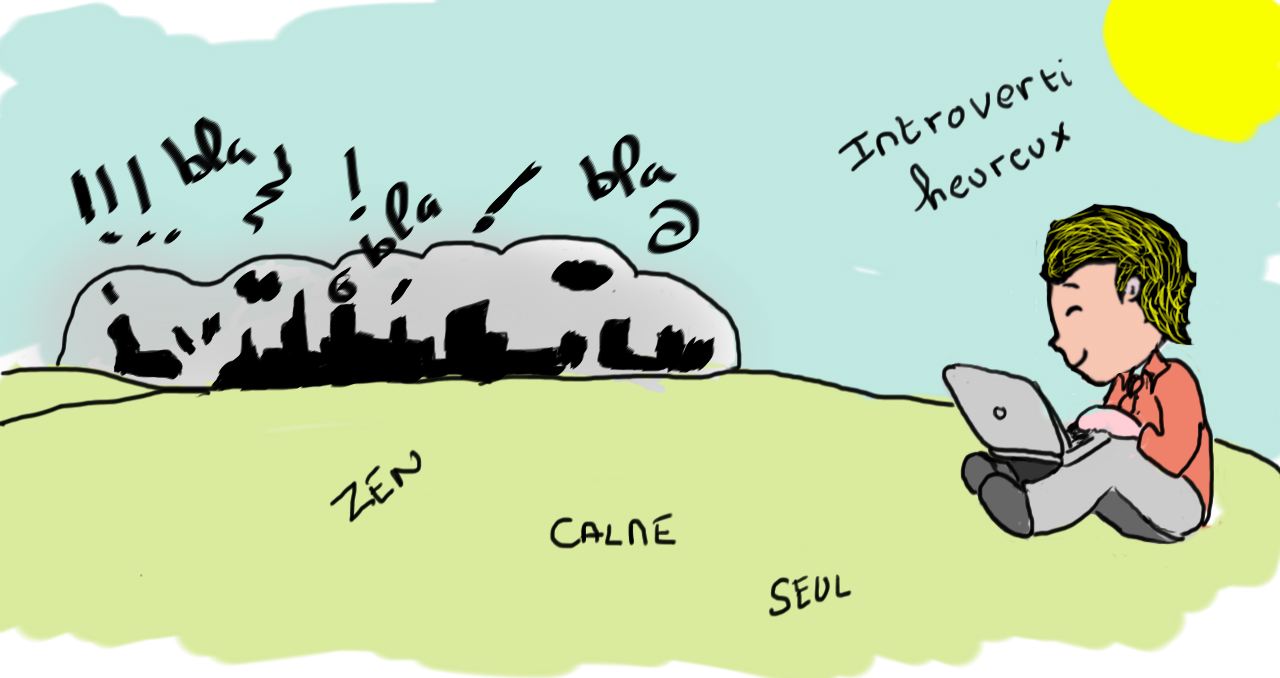 !!! bla
! bla
! bla
Introverti
heureux
ZEN
CALME
SEUL